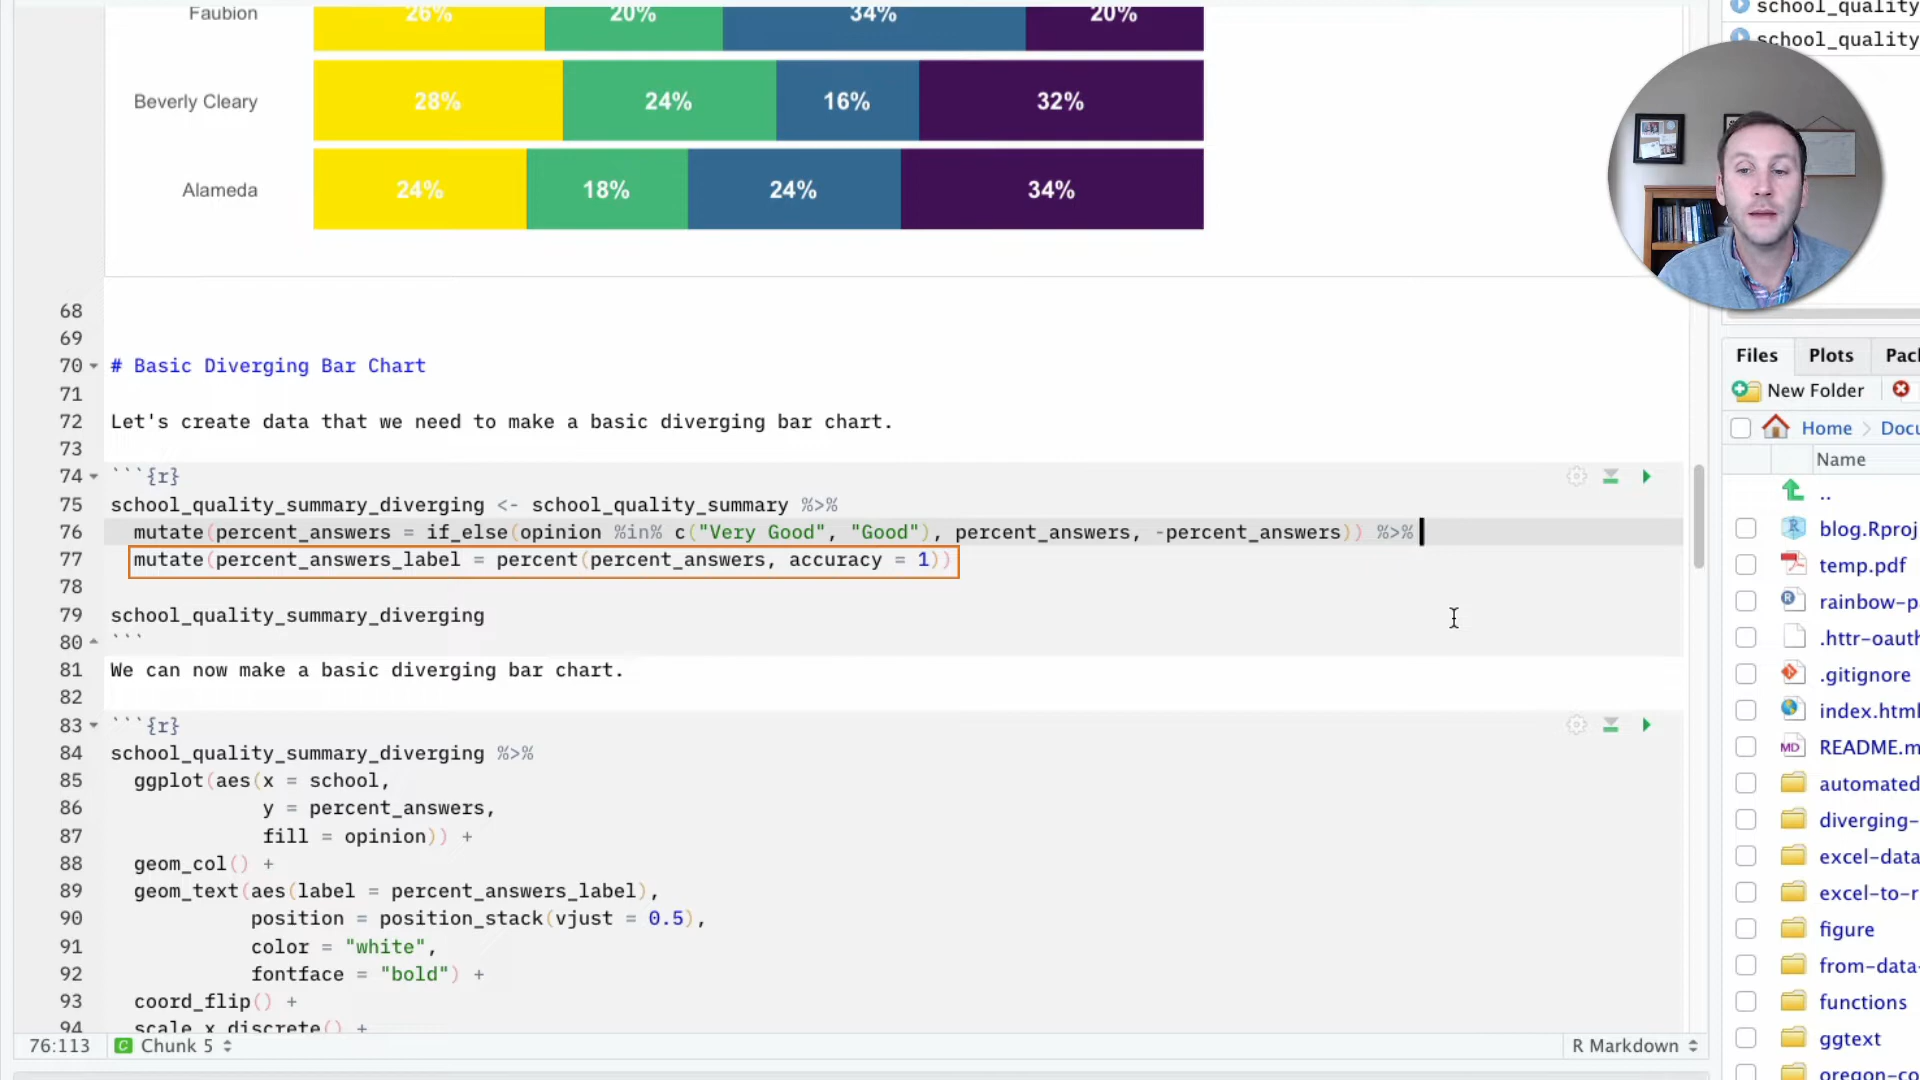 Faubion
26%
20%
34%
20%
Beverly Cleary
28%
24%
16%
32%
Alameda
24%
18%
24%
34%
68
69
70 # Basic Diverging Bar Chart
71
72 Let's create data that we need to make a basic diverging bar chart.
73
74 ```{r}
75 school_quality_summary_diverging <- school_quality_summary %>%
76 mutate(percent_answers = if_else(opinion %in% c("Very Good", "Good"), percent_answers, -percent_answers)) %>%
77 mutate(percent_answers_label = percent(percent_answers, accuracy = 1))
78
79 school_quality_summary_diverging
80 ```
81 We can now make a basic diverging bar chart.
82
83 ```{r}
84 school_quality_summary_diverging %>%
85 ggplot(aes(x = school,
86 y = percent_answers,
87 fill = opinion)) +
88 geom_col() +
89 geom_text(aes(label = percent_answers_label),
90 position = position_stack(vjust = 0.5),
91 color = "white",
92 fontface = "bold") +
93 coord_flip() +
94 scale_x_discrete() +
76:113 Chunk 5 R Markdown
school_quality
school_quality
Files Plots Pac
New Folder
Home Docu
Name
..
blog.Rproj
temp.pdf
rainbow-p
.httr-oauth
.gitignore
index.html
README.m
automated
diverging-
excel-data
excel-to-r
figure
from-data-
functions
ggtext
oregon-co